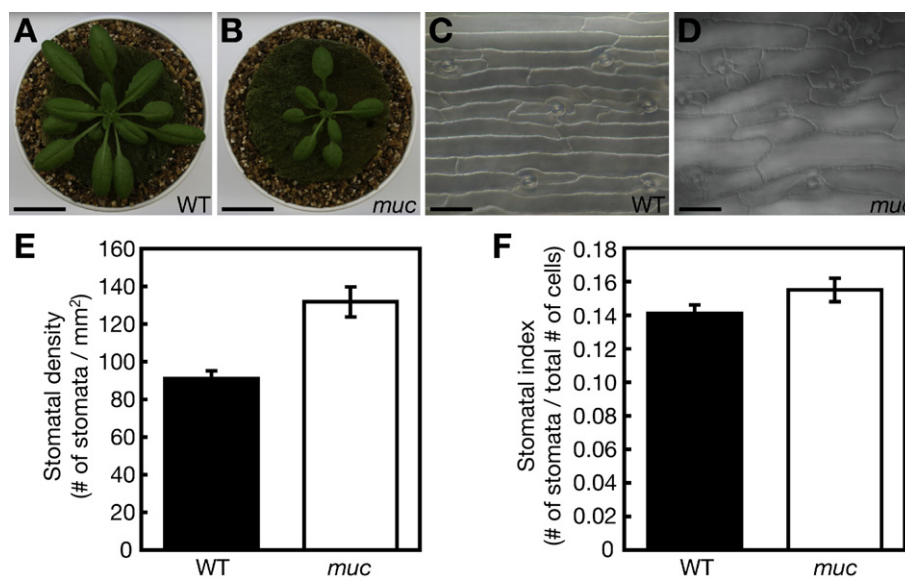 A
WT
B
muc
C
WT
D
muc
E
Stomatal density
(# of stomata / mm²)
160
140
120
100
80
60
40
20
0
WT
muc
F
Stomatal index
(# of stomata / total # of cells)
0.18
0.16
0.14
0.12
0.10
0.08
0.06
0.04
0.02
0
WT
muc